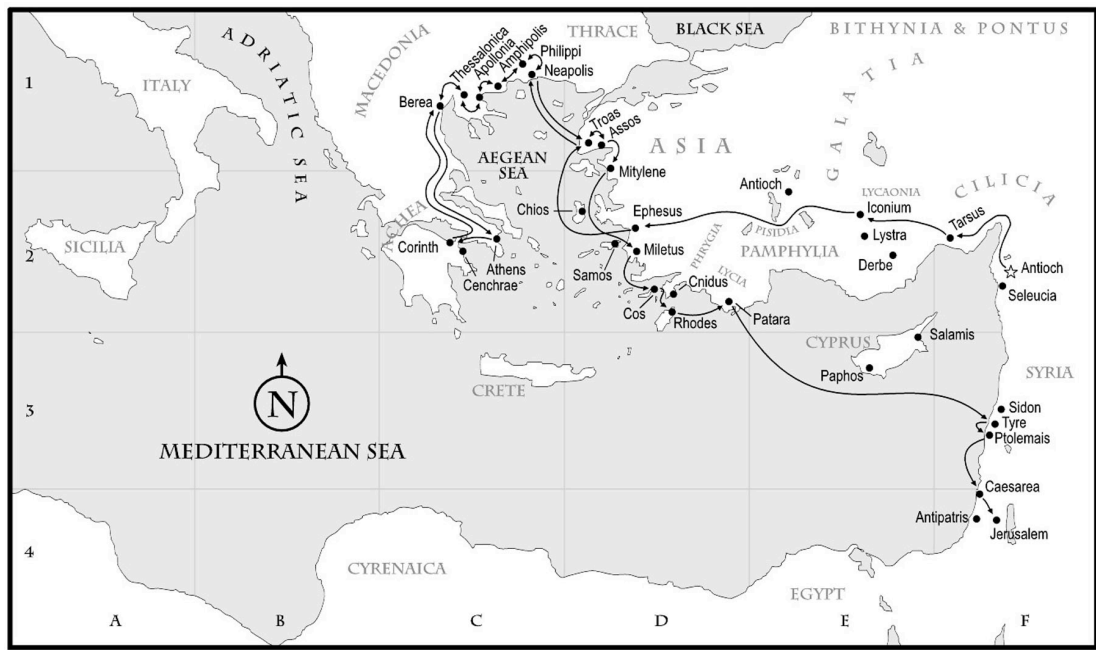 BLACK SEA
BITHYNIA & PONTUS
THRACE
ADRIATIC SEA
MACEDONIA
GALATIA
ITALY
1
Thessalonica
Apollonia
Amphipolis
Philippi
Neapolis
Berea
Troas
Assos
ASIA
AEGEAN
SEA
Mitylene
Antioch
LYCAONIA
CILICIA
Iconium
Tarsus
Chios
Ephesus
PISIDIA
Lystra
ACHEA
SICILIA
Corinth
Athens
Cenchrae
Samos
Miletus
PHRYGIA
PAMPHYLIA
Derbe
2
Antioch
Seleucia
LYCIA
Cnidus
Cos
Rhodes
Patara
CYPRUS
Salamis
Paphos
SYRIA
CRETE
N
3
Sidon
Tyre
Ptolemais
MEDITERRANEAN SEA
Caesarea
Antipatris
Jerusalem
4
CYRENAICA
EGYPT
A
B
C
D
E
F